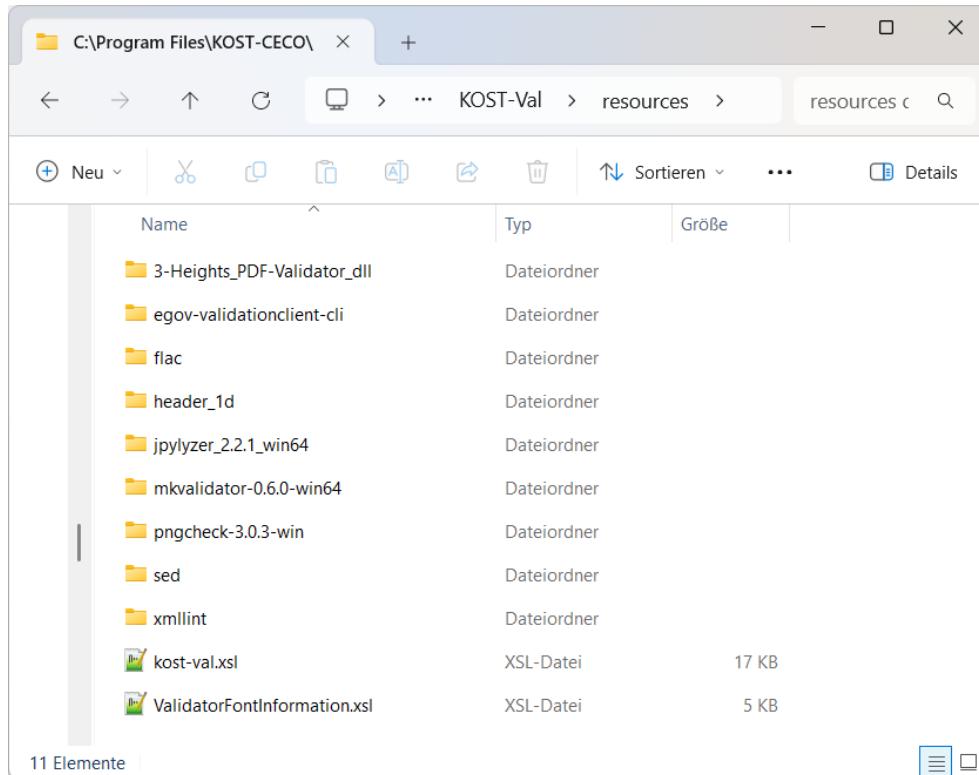 C:\Program Files\KOST-CECO\
KOST-Val > resources > resources c
Neu Sortieren ... Details
Name Typ Größe
3-Heights_PDF-Validator_dll Dateiordner
egov-validationclient-cli Dateiordner
flac Dateiordner
header_1d Dateiordner
jpylyzer_2.2.1_win64 Dateiordner
mkvalidator-0.6.0-win64 Dateiordner
pngcheck-3.0.3-win Dateiordner
sed Dateiordner
xmllint Dateiordner
kost-val.xsl XSL-Datei 17 KB
ValidatorFontInformation.xsl XSL-Datei 5 KB
11 Elemente